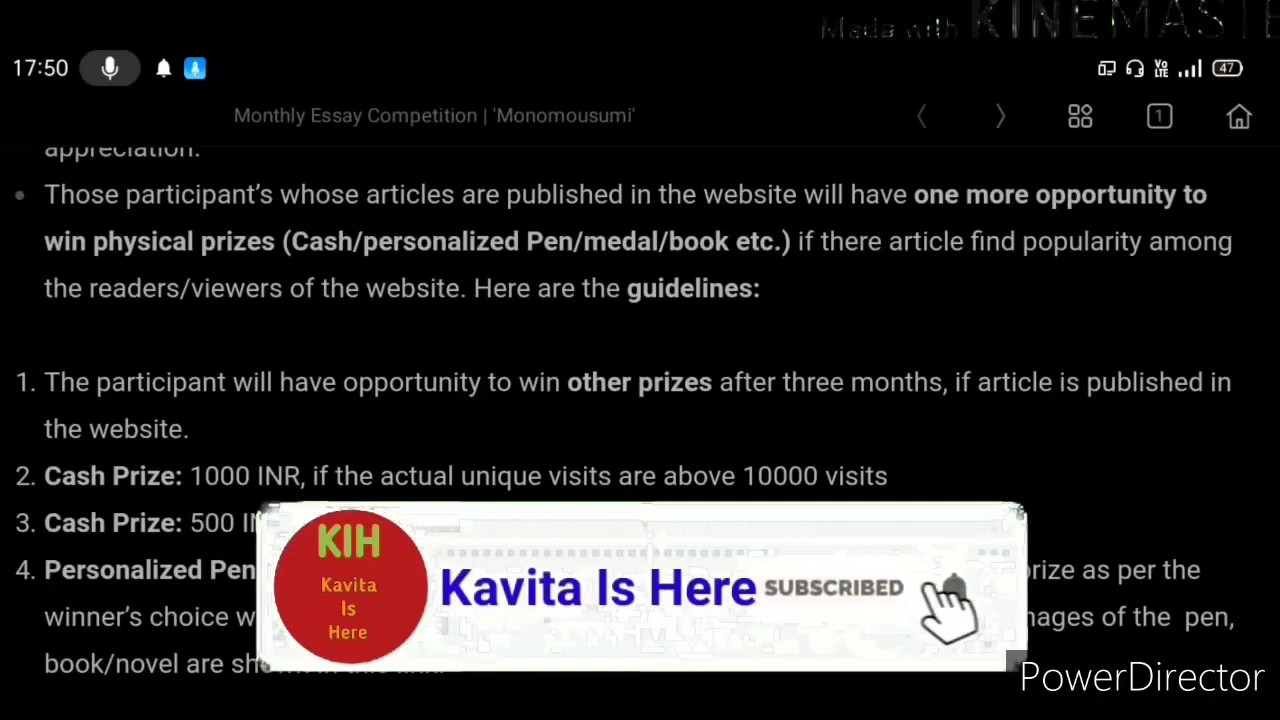 Made with KINEMASTE
17:50
VoLTE 47
Monthly Essay Competition | 'Monomousumi'
1
appreciation.
• Those participant's whose articles are published in the website will have one more opportunity to
win physical prizes (Cash/personalized Pen/medal/book etc.) if there article find popularity among
the readers/viewers of the website. Here are the guidelines:
1. The participant will have opportunity to win other prizes after three months, if article is published in
the website.
2. Cash Prize: 1000 INR, if the actual unique visits are above 10000 visits
3. Cash Prize: 500
4. Personalized Pen
prize as per the
winner's choice
of the pen,
book/novel are
KIH
Kavita
Is
Here
Kavita Is Here SUBSCRIBED
PowerDirector